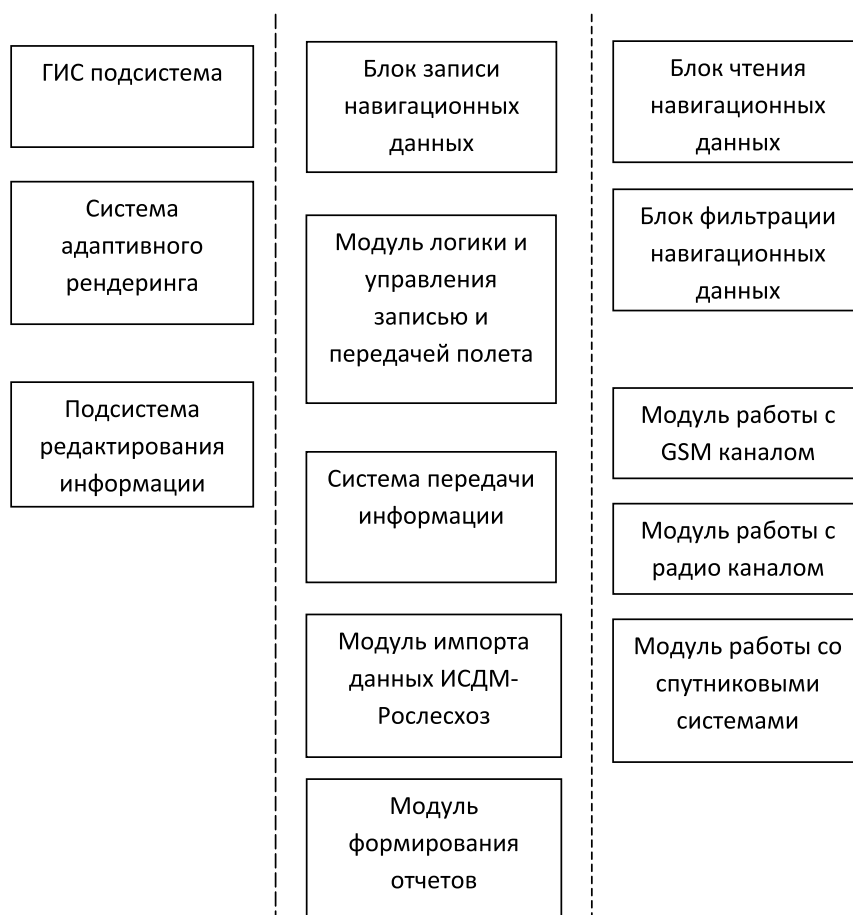 ГИС подсистема
Система
адаптивного
рендеринга
Подсистема
редактирования
информации
Блок записи
навигационных
данных
Модуль логики и
управления
записью и
передачей полета
Система передачи
информации
Модуль импорта
данных ИСДМ-
Рослесхоз
Модуль
формирования
отчетов
Блок чтения
навигационных
данных
Блок фильтрации
навигационных
данных
Модуль работы с
GSM каналом
Модуль работы с
радио каналом
Модуль работы со
спутниковыми
системами